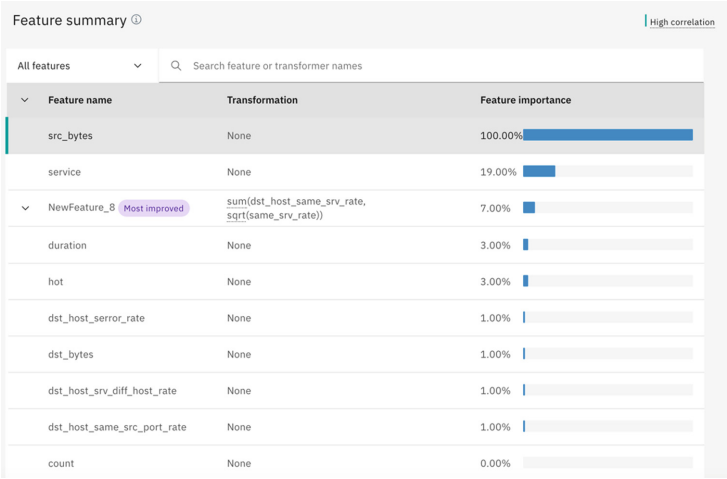 Feature summary
High correlation
All features
Search feature or transformer names
Feature name Transformation Feature importance
src_bytes None 100.00%
service None 19.00%
NewFeature_8 Most improved sum(dst_host_same_srv_rate,
sqrt(same_srv_rate)) 7.00%
duration None 3.00%
hot None 3.00%
dst_host_serror_rate None 1.00%
dst_bytes None 1.00%
dst_host_srv_diff_host_rate None 1.00%
dst_host_same_src_port_rate None 1.00%
count None 0.00%